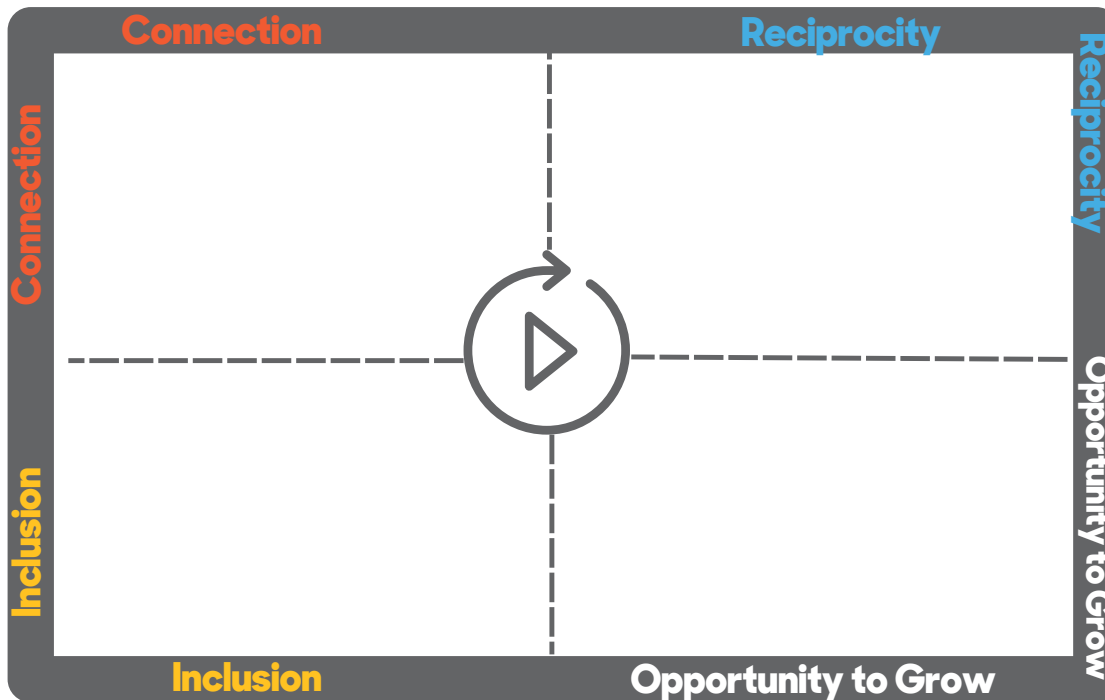 Connection
Reciprocity
Connection
Reciprocity
Inclusion
Opportunity to Grow
Inclusion
Opportunity to Grow